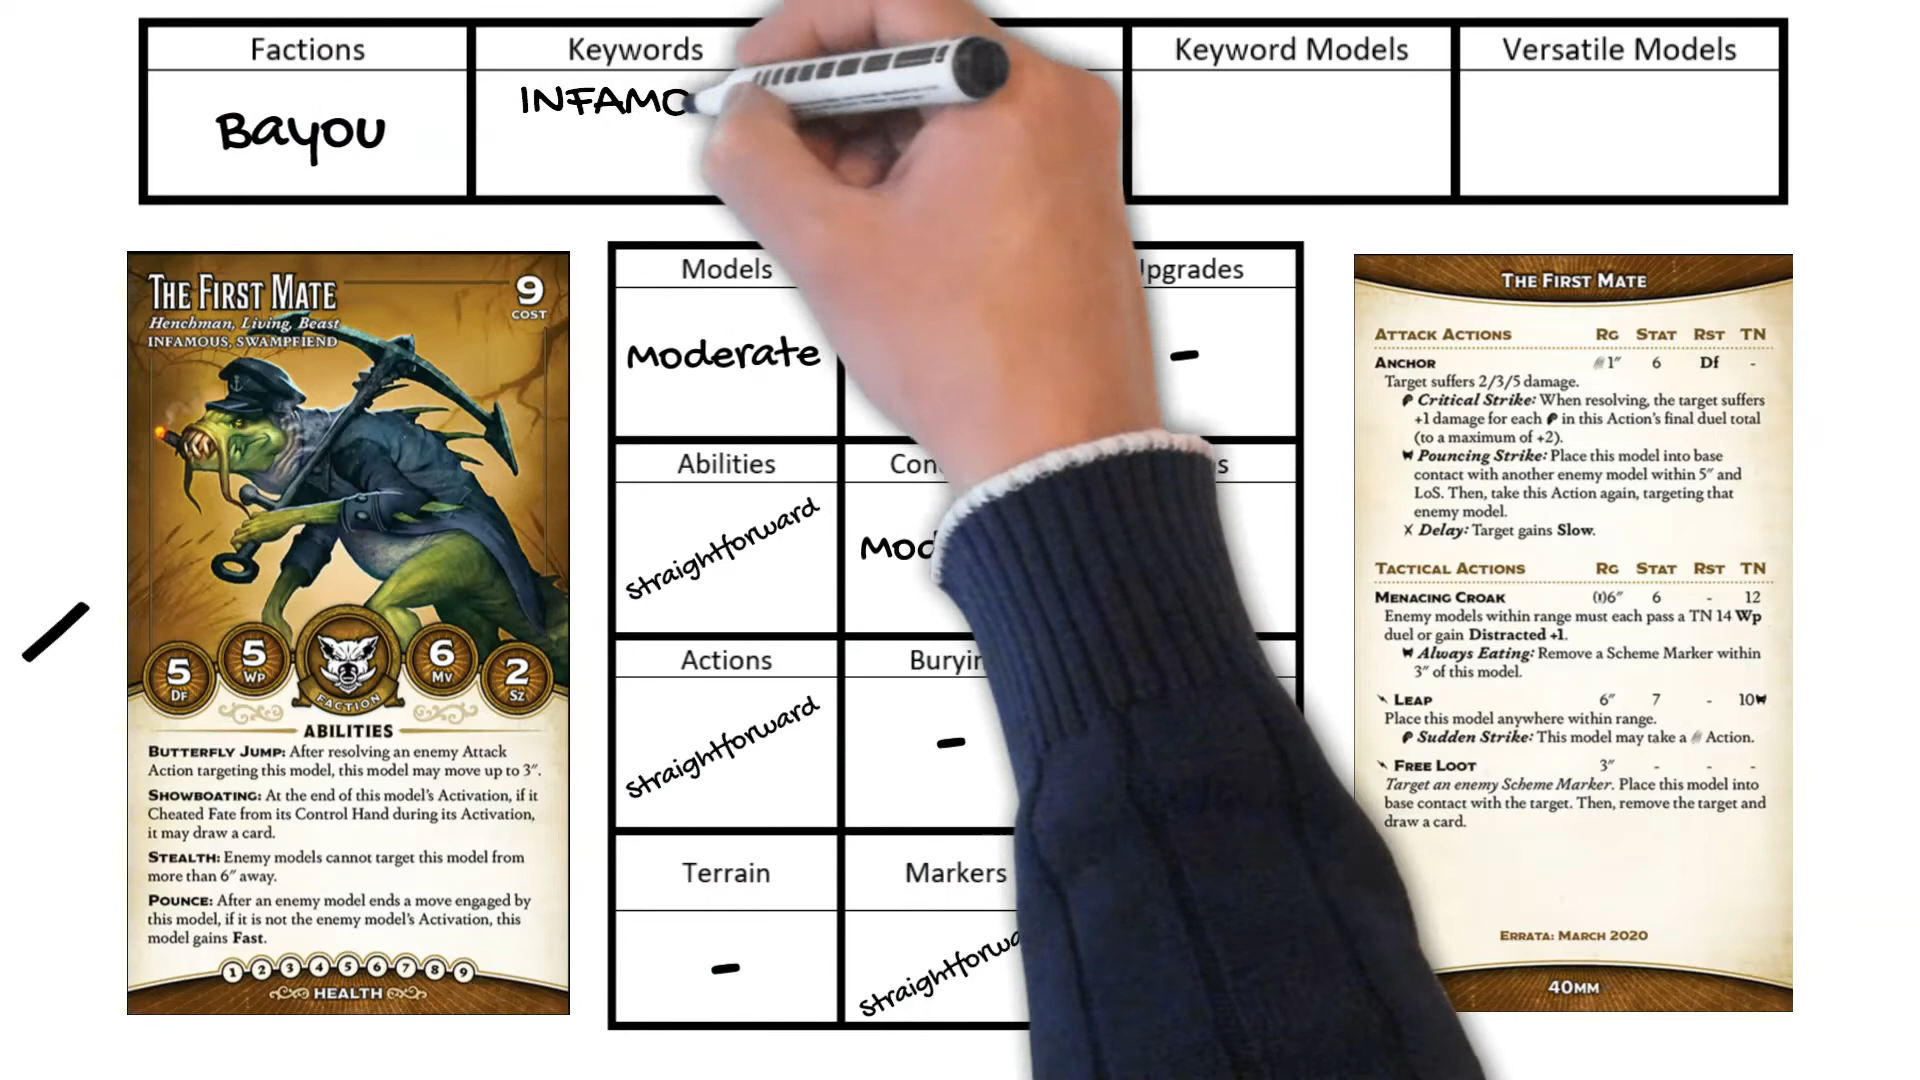 Factions
Keywords
Keyword Models
Versatile Models
Bayou
INFAMO
THE FIRST MATE
9
COST
Henchman, Living, Beast
INFAMOUS, SWAMPFIEND
5
DF
5
WP
FACTION
6
MV
2
SZ
ABILITIES
BUTTERFLY JUMP: After resolving an enemy Attack
Action targeting this model, this model may move up to 3″.
SHOWBOATING: At the end of this model's Activation, if it
Cheated Fate from its Control Hand during its Activation,
it may draw a card.
STEALTH: Enemy models cannot target this model from
more than 6″ away.
POUNCE: After an enemy model ends a move engaged by
this model, if it is not the enemy model's Activation, this
model gains Fast.
1 2 3 4 5 6 7 8 9
HEALTH
Models
pgrades
Moderate
-
Abilities
Con
s
Straightforward
Mod
Actions
Buryin
Straightforward
-
Terrain
Markers
-
Straightforwa
THE FIRST MATE
ATTACK ACTIONS RG STAT RST TN
ANCHOR 1″ 6 Df -
Target suffers 2/3/5 damage.
Critical Strike: When resolving, the target suffers
+1 damage for each in this Action's final duel total
(to a maximum of +2).
Pouncing Strike: Place this model into base
contact with another enemy model within 5″ and
LoS. Then, take this Action again, targeting that
enemy model.
Delay: Target gains Slow.
TACTICAL ACTIONS RG STAT RST TN
MENACING CROAK 6″ 6 - 12
Enemy models within range must each pass a TN 14 Wp
duel or gain Distracted +1.
Always Eating: Remove a Scheme Marker within
3″ of this model.
LEAP 6″ 7 - 10
Place this model anywhere within range.
Sudden Strike: This model may take a Action.
FREE LOOT 3″ - - -
Target an enemy Scheme Marker. Place this model into
base contact with the target. Then, remove the target and
draw a card.
ERRATA: MARCH 2020
40MM